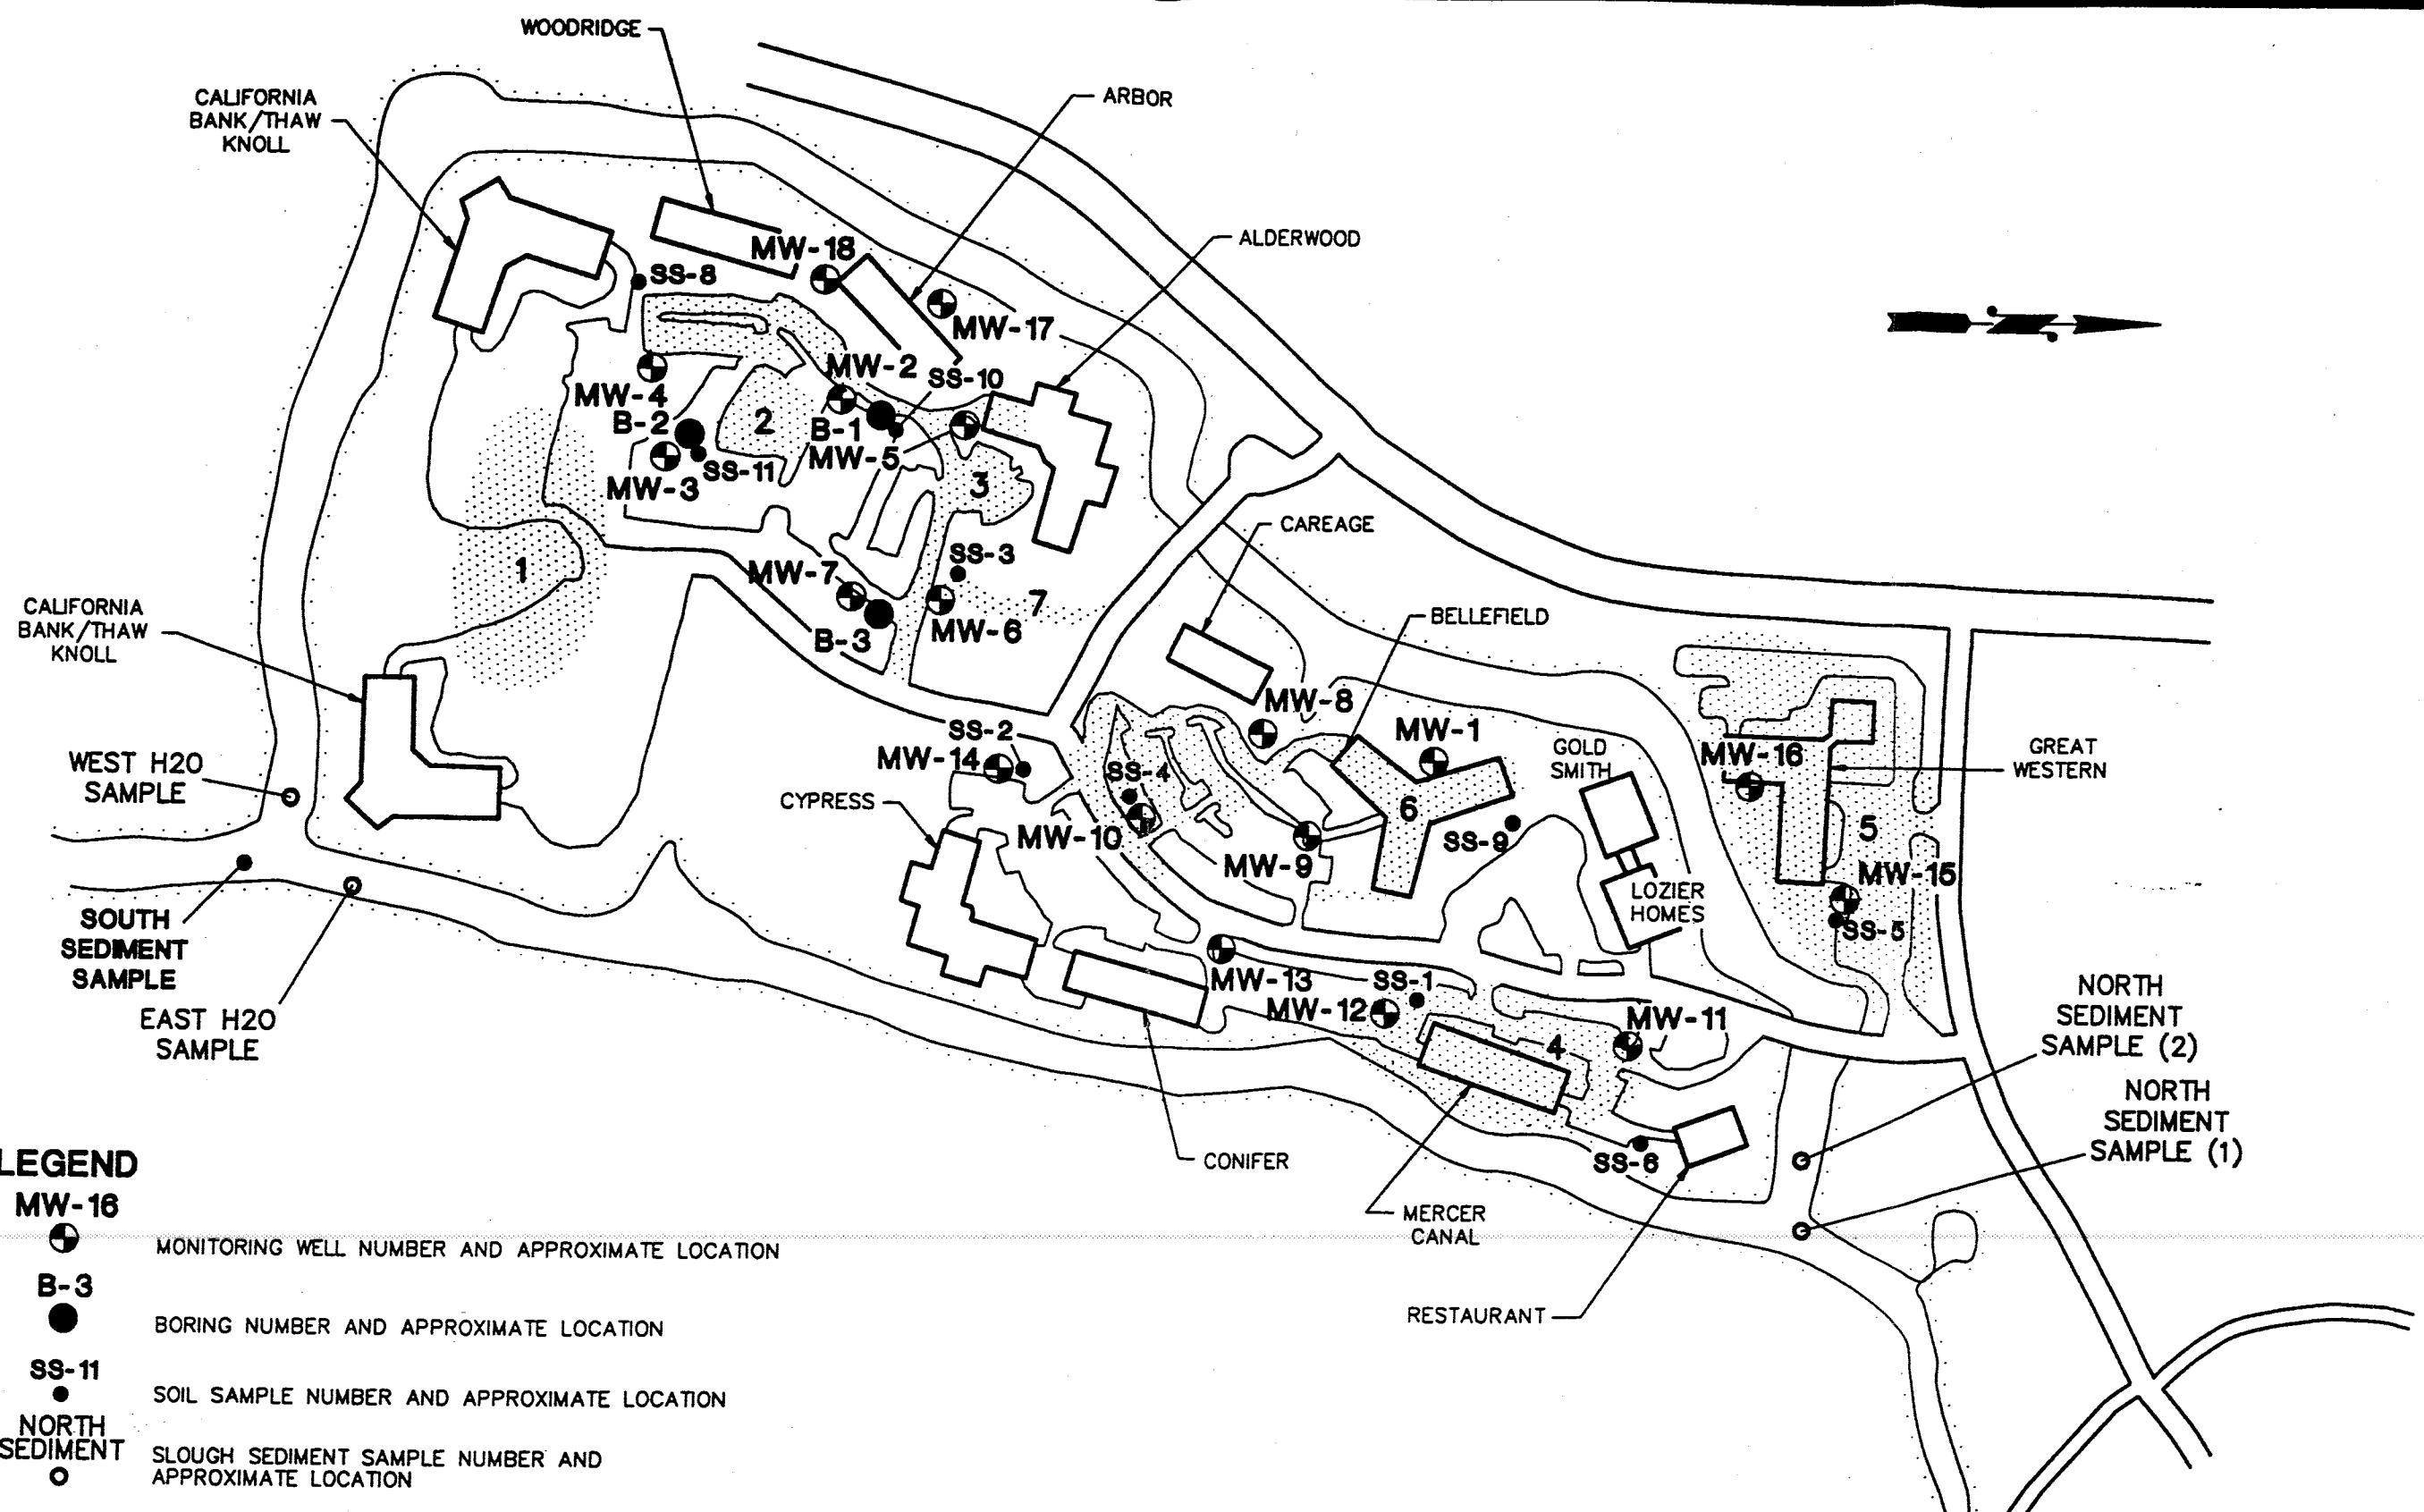 WOODRIDGE
CALIFORNIA
BANK/THAW
KNOLL
ARBOR
ALDERWOOD
MW-18
SS-8
MW-17
MW-2
SS-10
MW-4
B-2
2
B-1
MW-5
SS-11
MW-3
3
CAREAGE
SS-3
1
MW-7
7
MW-6
B-3
CALIFORNIA
BANK/THAW
KNOLL
BELLEFIELD
MW-8
MW-1
SS-2
MW-14
GOLD
SMITH
MW-16
GREAT
WESTERN
WEST H2O
SAMPLE
SS-4
CYPRESS
6
5
MW-10
SS-9
MW-9
MW-15
LOZIER
HOMES
SS-5
SOUTH
SEDIMENT
SAMPLE
MW-13
SS-1
MW-12
MW-11
4
EAST H2O
SAMPLE
NORTH
SEDIMENT
SAMPLE (2)
NORTH
SEDIMENT
SAMPLE (1)
CONIFER
SS-6
MERCER
CANAL
RESTAURANT
LEGEND
MW-16
MONITORING WELL NUMBER AND APPROXIMATE LOCATION
B-3
BORING NUMBER AND APPROXIMATE LOCATION
SS-11
SOIL SAMPLE NUMBER AND APPROXIMATE LOCATION
NORTH
SEDIMENT
SLOUGH SEDIMENT SAMPLE NUMBER AND
APPROXIMATE LOCATION